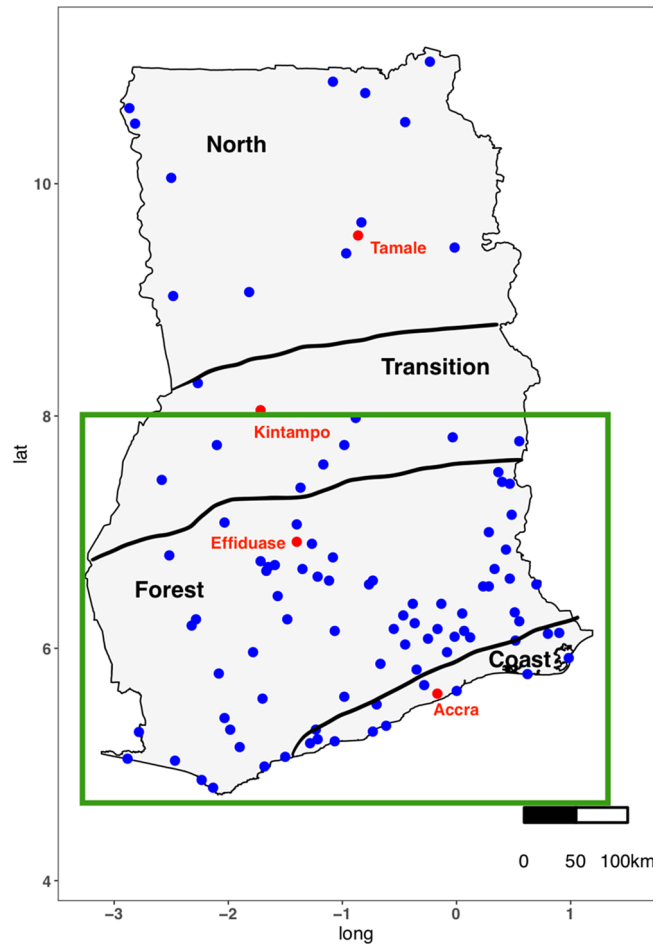 North
10
Tamale
Transition
8
Kintampo
lat
Effiduase
Forest
6
Coast
Accra
0 50 100km
4
−3 −2 −1 0 1
long